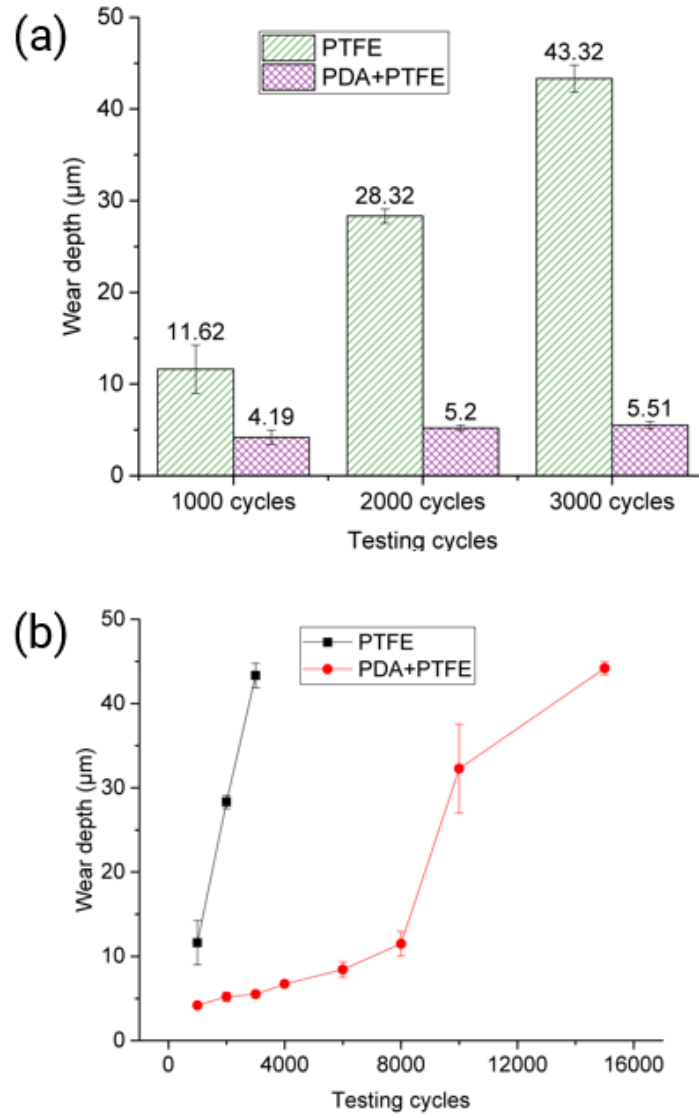 (a)
50
40
30
20
10
0
Wear depth (μm)
PTFE
PDA+PTFE
11.62
4.19
28.32
5.2
43.32
5.51
1000 cycles
2000 cycles
3000 cycles
Testing cycles
(b)
50
40
30
20
10
0
Wear depth (μm)
PTFE
PDA+PTFE
0
4000
8000
12000
16000
Testing cycles